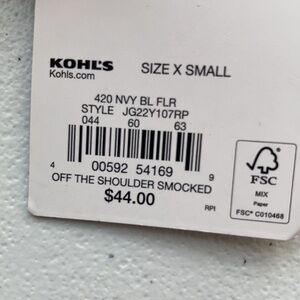 KOHL'S
Kohls.com
SIZE X SMALL
420 NVY BL FLR
STYLE JG22Y107RP
044 60 63
4 00592 54169 9
OFF THE SHOULDER SMOCKED
$44.00
RPI
FSC
MIX
Paper
FSC® C010468